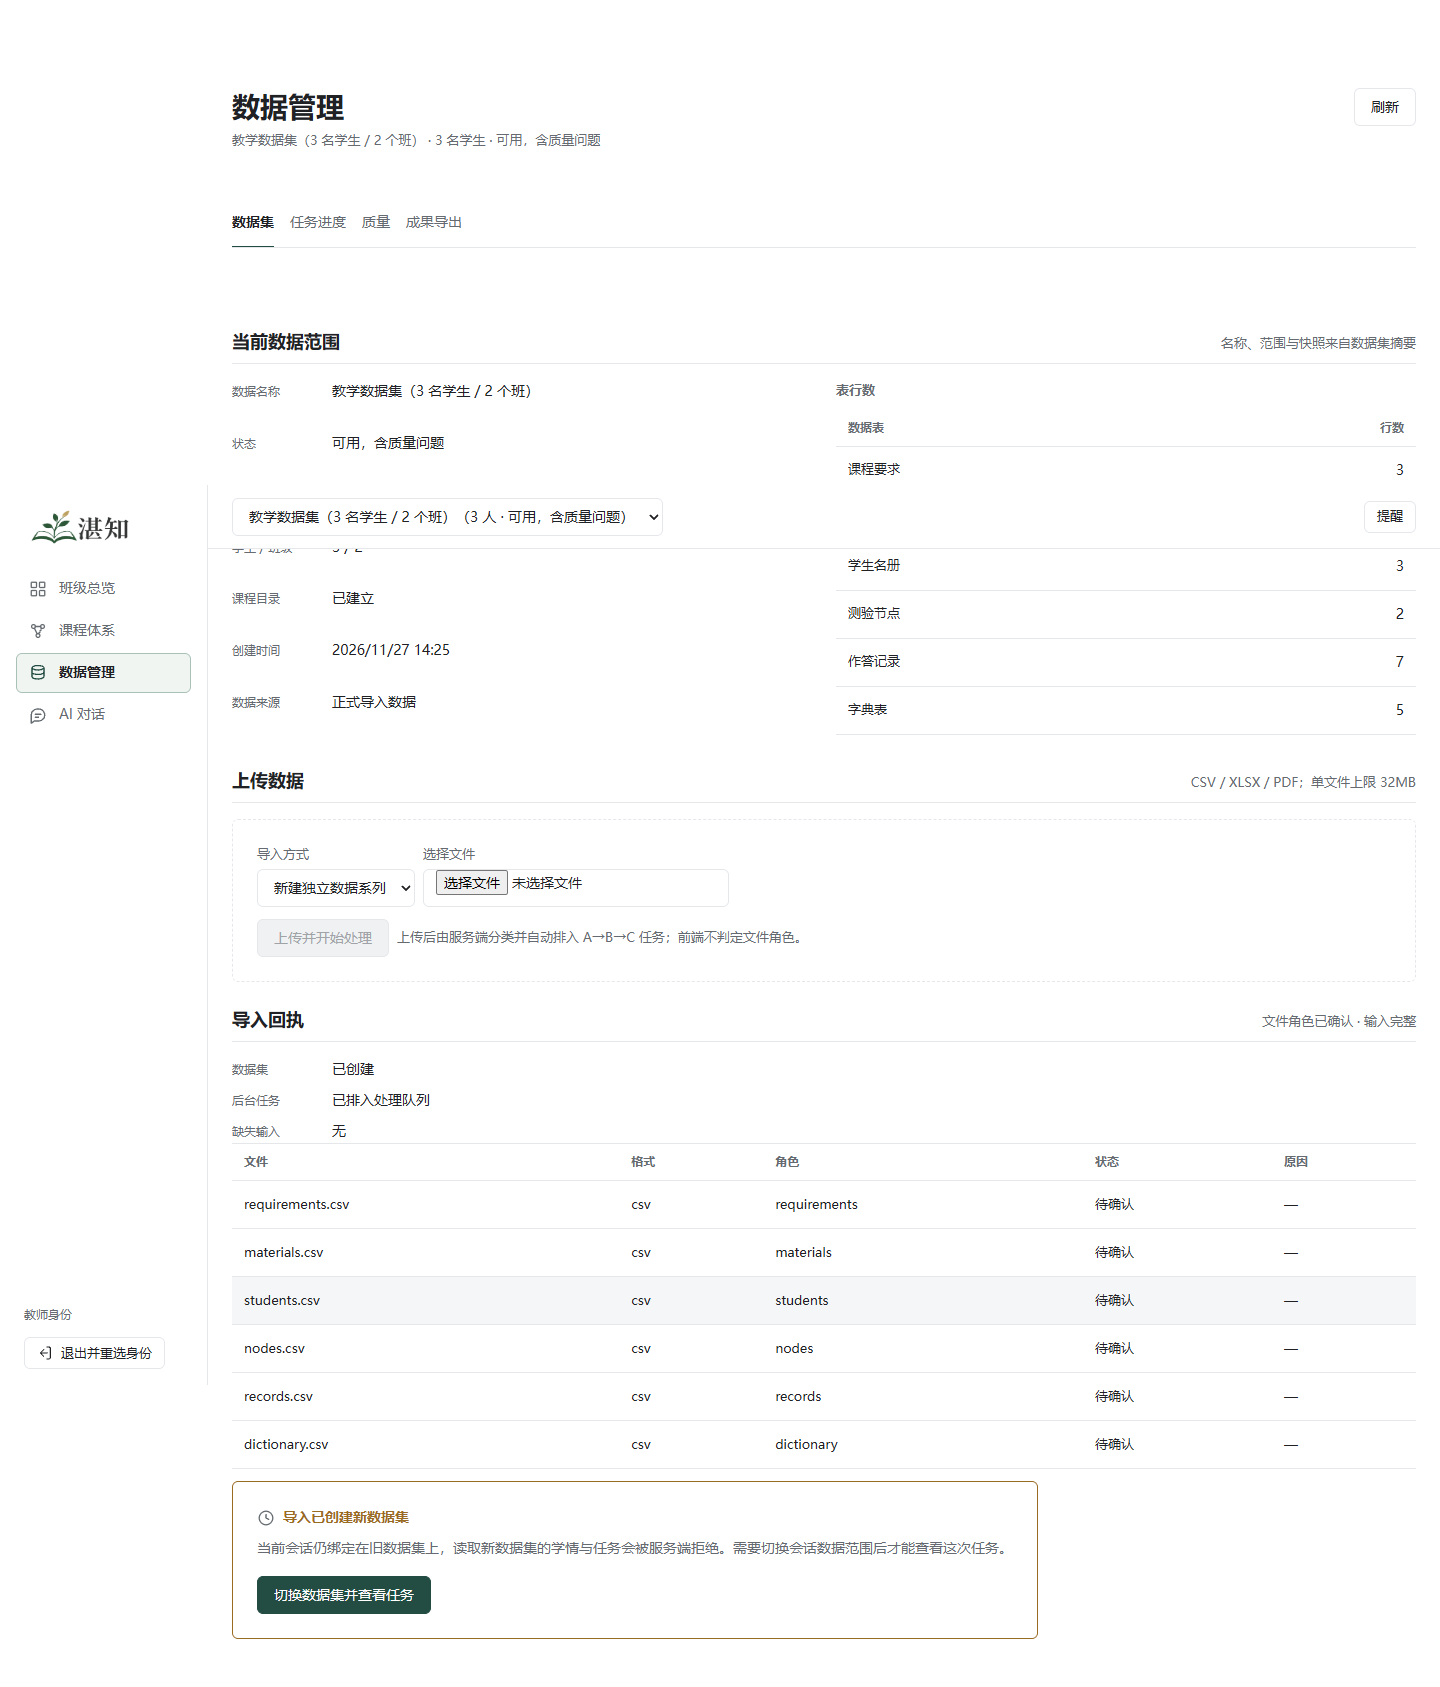 数据管理
刷新
教学数据集（3 名学生 / 2 个班） · 3 名学生 · 可用，含质量问题
数据集 任务进度 质量 成果导出
当前数据范围
名称、范围与快照来自数据集摘要
数据名称 教学数据集（3 名学生 / 2 个班）
状态 可用，含质量问题
表行数
数据表 行数
课程要求 3
湛知
教学数据集（3 名学生 / 2 个班）（3 人 · 可用，含质量问题）
提醒
班级总览
课程体系
数据管理
AI 对话
学生名册 3
课程目录 已建立
测验节点 2
创建时间 2026/11/27 14:25
作答记录 7
数据来源 正式导入数据
字典表 5
上传数据
CSV / XLSX / PDF；单文件上限 32MB
导入方式 选择文件
新建独立数据系列 选择文件 未选择文件
上传并开始处理 上传后由服务端分类并自动排入 A→B→C 任务；前端不判定文件角色。
导入回执
文件角色已确认 · 输入完整
数据集 已创建
后台任务 已排入处理队列
缺失输入 无
文件 格式 角色 状态 原因
requirements.csv csv requirements 待确认 —
materials.csv csv materials 待确认 —
students.csv csv students 待确认 —
nodes.csv csv nodes 待确认 —
records.csv csv records 待确认 —
dictionary.csv csv dictionary 待确认 —
教师身份
退出并重选身份
导入已创建新数据集
当前会话仍绑定在旧数据集上，读取新数据集的学情与任务会被服务端拒绝。需要切换会话数据范围后才能查看这次任务。
切换数据集并查看任务